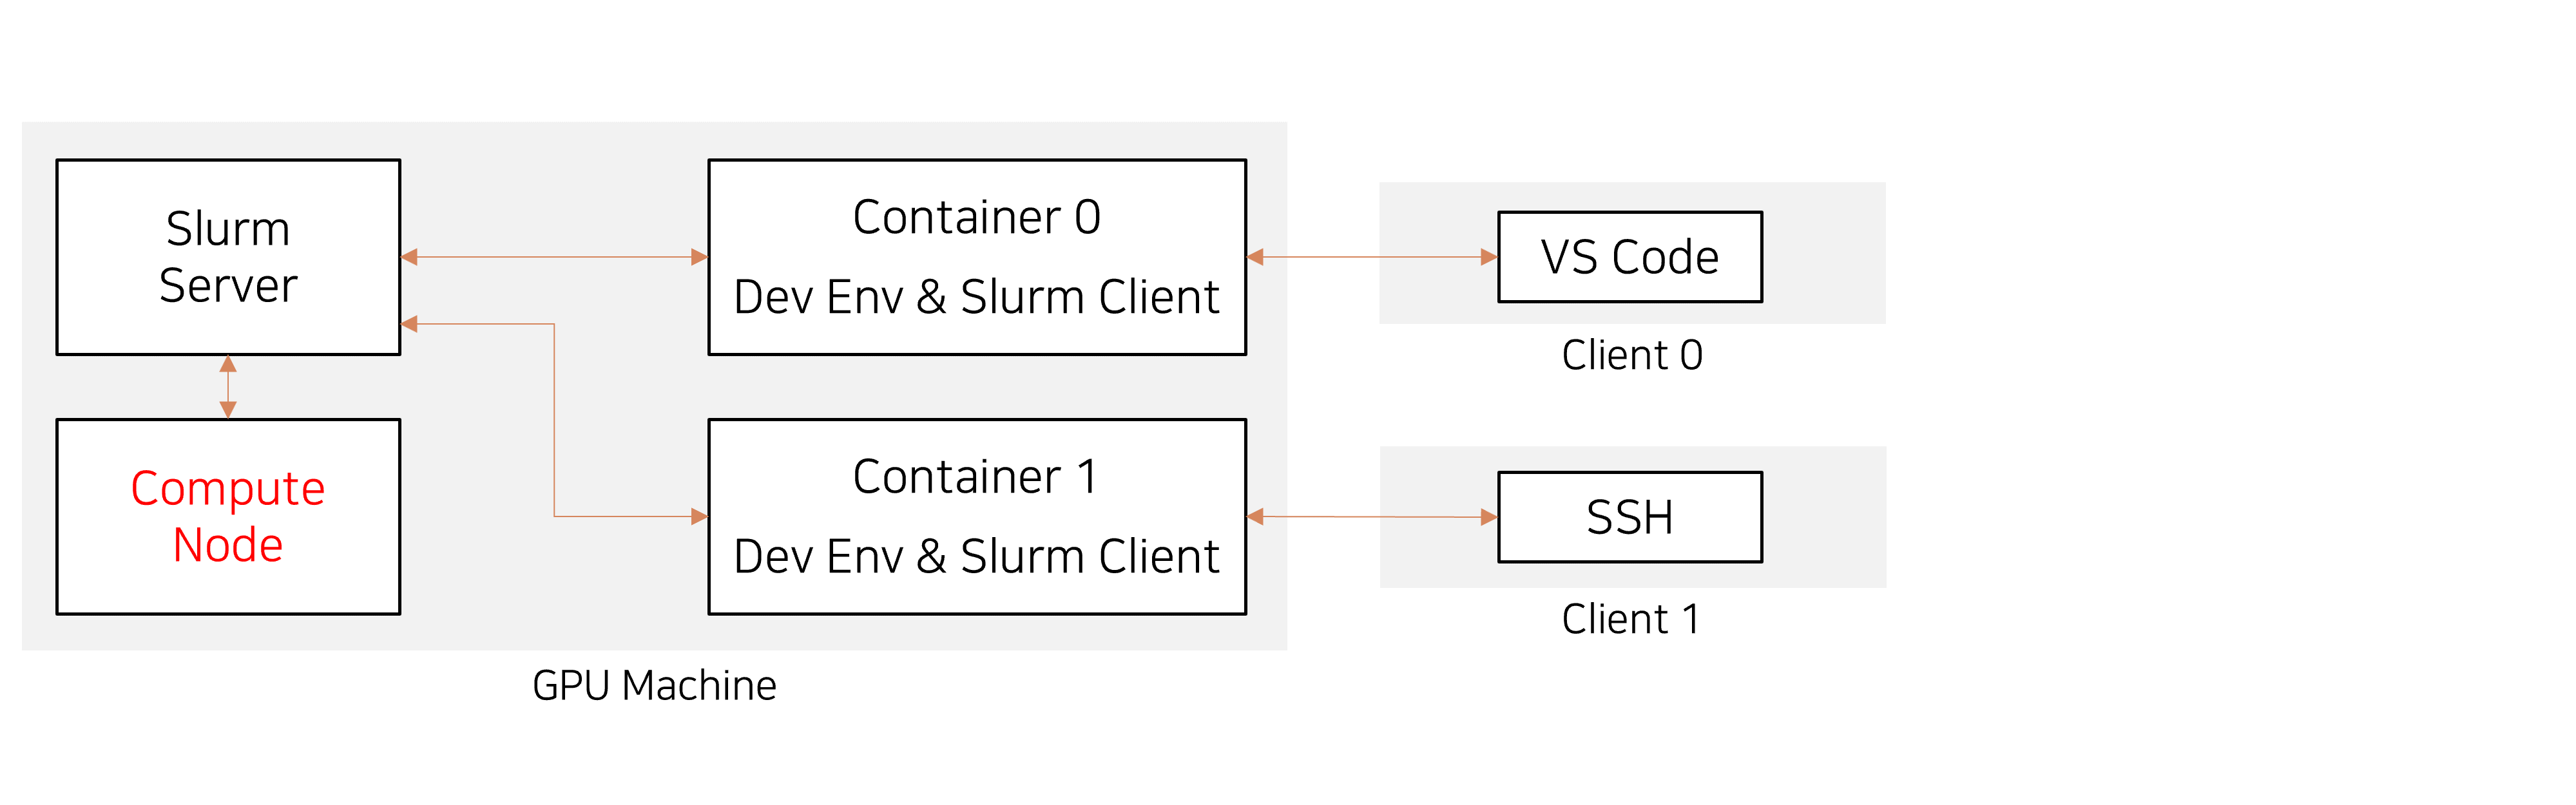 Slurm
Server
Container 0
Dev Env & Slurm Client
VS Code
Client 0
Compute
Node
Container 1
Dev Env & Slurm Client
SSH
Client 1
GPU Machine